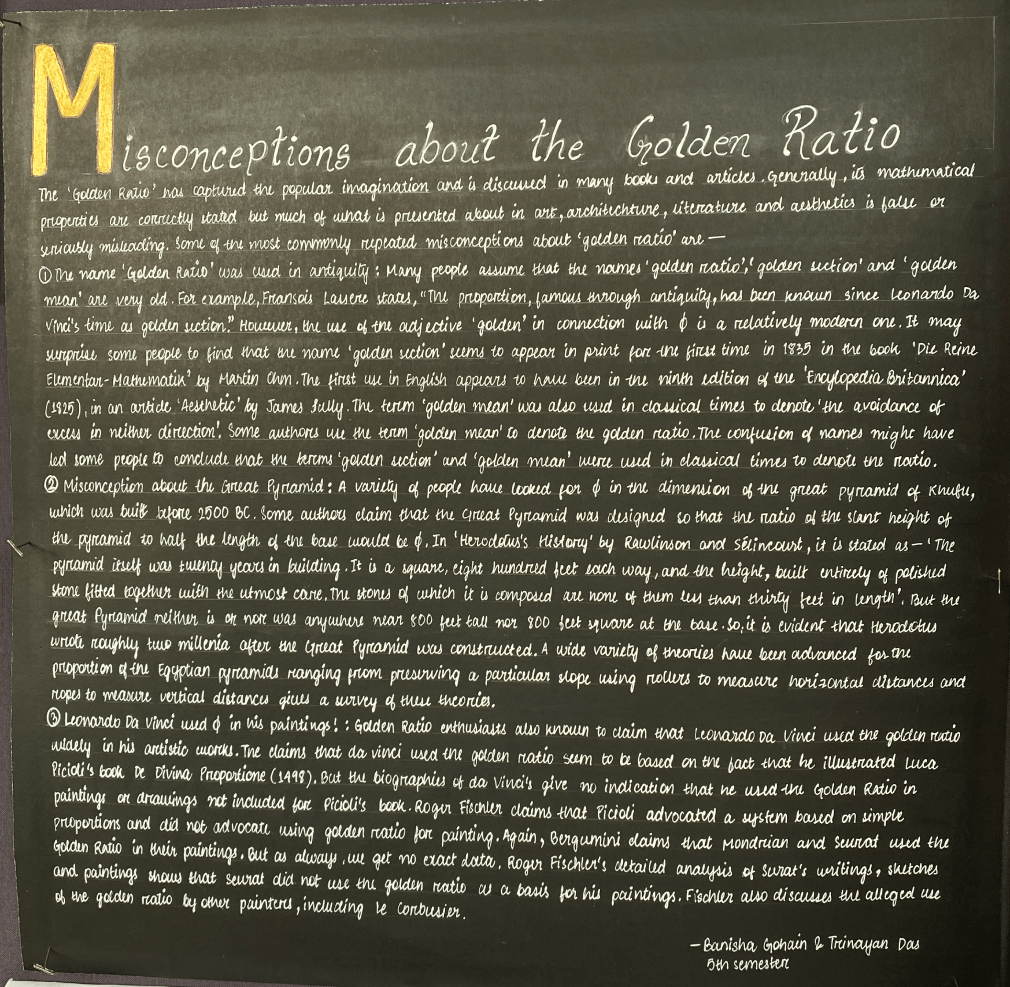 Misconceptions about the Golden Ratio
The 'Golden Ratio' has captured the popular imagination and is discussed in many books and articles. Generally, its mathematical
properties are correctly stated but much of what is presented about in art, architechture, literature and aesthetics is false or
seriously misleading. Some of the most commonly repeated misconceptions about 'golden ratio' are —
① The name 'Golden Ratio' was used in antiquity : Many people assume that the names 'golden ratio', 'golden section' and 'golden
mean' are very old. For example, Fransois Lassere states, "The proportion, famous through antiquity, has been known since Leonardo Da
Vinci's time as golden section." However, the use of the adjective 'golden' in connection with ϕ is a relatively modern one. It may
surprise some people to find that the name 'golden section' seems to appear in print for the first time in 1835 in the book 'Die Reine
Elementar-Mathematik' by Martin Ohm. The first use in English appears to have been in the ninth edition of the 'Encylopedia Britannica'
(1825), in an article 'Aesthetic' by James Sully. The term 'golden mean' was also used in classical times to denote 'the avoidance of
excess in neither direction'. Some authors use the term 'golden mean' to denote the golden ratio. The confusion of names might have
led some people to conclude that the terms 'golden section' and 'golden mean' were used in classical times to denote the ratio.
② Misconception about the Great Pyramid : A variety of people have looked for ϕ in the dimension of the great pyramid of Khufu,
which was built before 2500 BC. Some authors claim that the Great Pyramid was designed so that the ratio of the slant height of
the pyramid to half the length of the base would be ϕ. In 'Heroddus's History' by Rawlinson and Sélincourt, it is stated as — 'The
pyramid itself was twenty years in building. It is a square, eight hundred feet each way, and the height, built entirely of polished
stone fitted together with the utmost care. The stones of which it is composed are none of them less than thirty feet in length'. But the
great Pyramid neither is or nor was anywhere near 800 feet tall nor 800 feet square at the base. So, it is evident that Herodotus
wrote roughly two millenia after the Great Pyramid was constructed. A wide variety of theories have been advanced for the
proportion of the Egyptian pyramids ranging from preserving a particular slope using rollers to measure horizontal distances and
ropes to measure vertical distances gives a survey of these theories.
③ Leonardo Da Vinci used ϕ in his paintings! : Golden Ratio enthusiasts also known to claim that Leonardo Da Vinci used the golden ratio
widely in his artistic works. The claims that da vinci used the golden ratio seem to be based on the fact that he illustrated Luca
Picioli's book De Divina Proportione (1498). But the biographies of da Vinci's give no indication that he used the Golden Ratio in
paintings or drawings not included for Picioli's book. Roger Fischler claims that Picioli advocated a system based on simple
proportions and did not advocate using golden ratio for painting. Again, Bergumini claims that Mondrian and Seurat used the
Golden Ratio in their paintings. But as always, we get no exact data. Roger Fischler's detailed analysis of Surat's writings, sketches
and paintings shows that Seurat did not use the golden ratio as a basis for his paintings. Fischler also discusses the alleged use
of the golden ratio by other painters, including le Corbusier.
— Banisha Gohain & Trinayan Das
5th semester